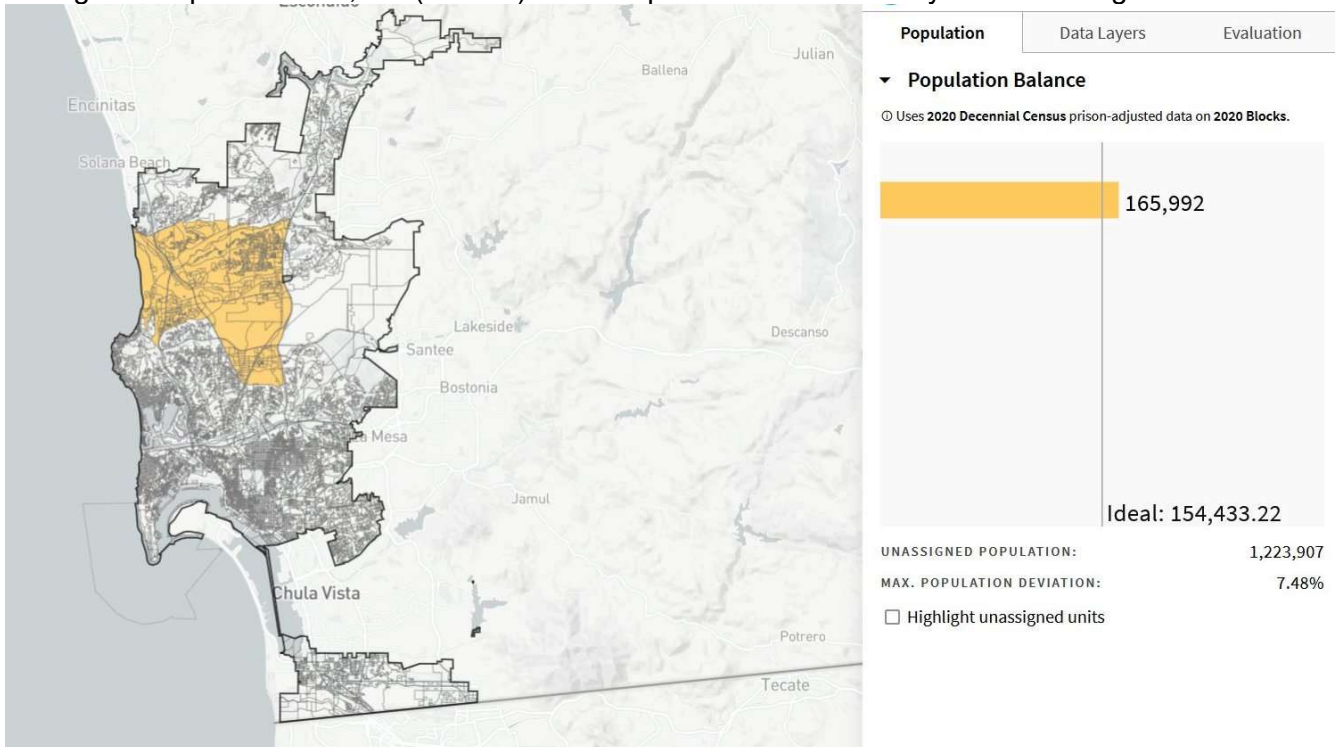 Escondido
Julian
Ballena
Encinitas
Solana Beach
Lakeside
Descanso
Santee
Bostonia
Mesa
Jamul
Chula Vista
Potrero
Tecate
Population Data Layers Evaluation
Population Balance
Uses 2020 Decennial Census prison-adjusted data on 2020 Blocks.
165,992
Ideal: 154,433.22
UNASSIGNED POPULATION: 1,223,907
MAX. POPULATION DEVIATION: 7.48%
Highlight unassigned units